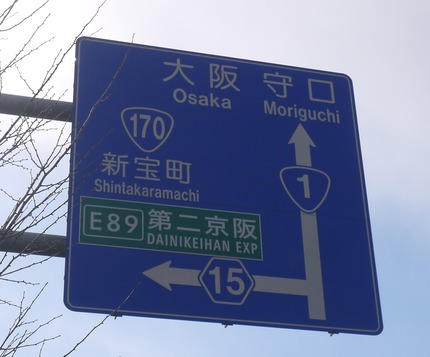 大阪 守口
Osaka Moriguchi
170
新宝町
Shintakaramachi
1
E89 第二京阪
DAINIKEIHAN EXP
15